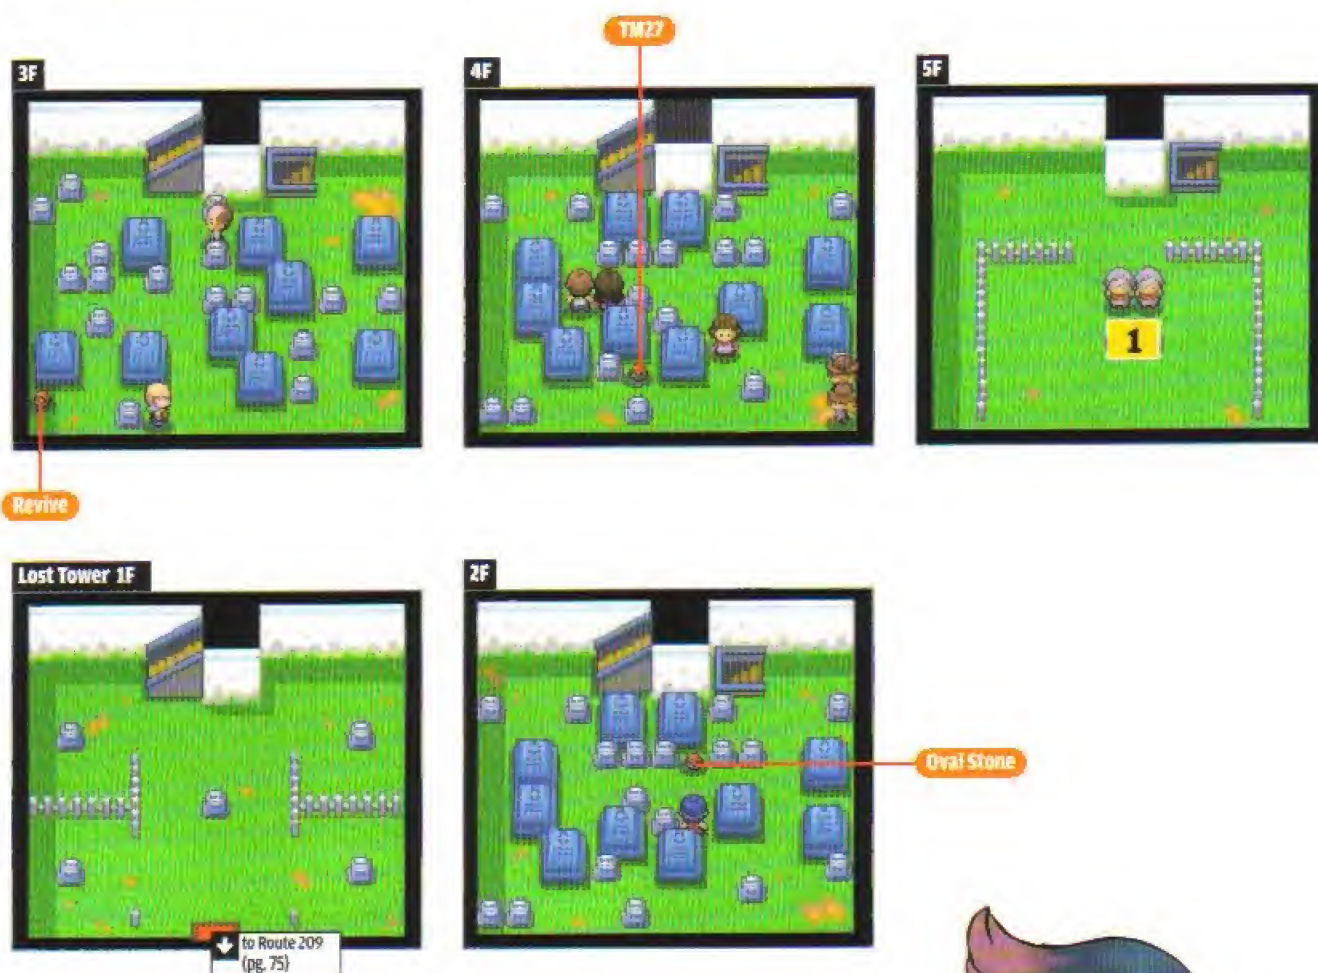 TM27
3F
4F
5F
1
Revive
Lost Tower 1F
2F
Oval Stone
to Route 209
(pg. 75)